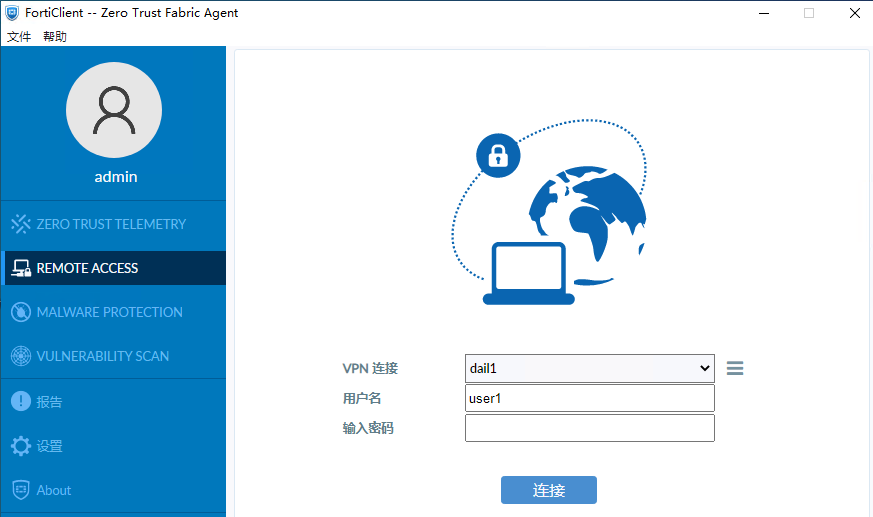 FortiClient -- Zero Trust Fabric Agent
文件 帮助
admin
ZERO TRUST TELEMETRY
REMOTE ACCESS
MALWARE PROTECTION
VULNERABILITY SCAN
报告
设置
About
VPN 连接 dail1
用户名 user1
输入密码
连接